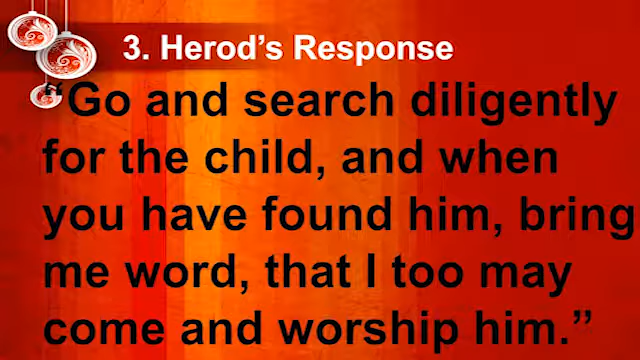 3. Herod’s Response
“Go and search diligently
for the child, and when
you have found him, bring
me word, that I too may
come and worship him.”